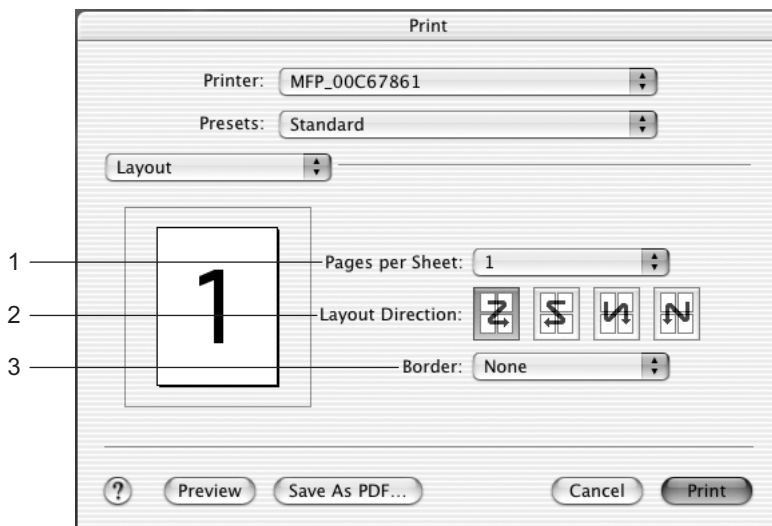 Print
Printer: MFP_00C67861
Presets: Standard
Layout
1
1 Pages per Sheet: 1
2 Layout Direction:
3 Border: None
? Preview Save As PDF... Cancel Print